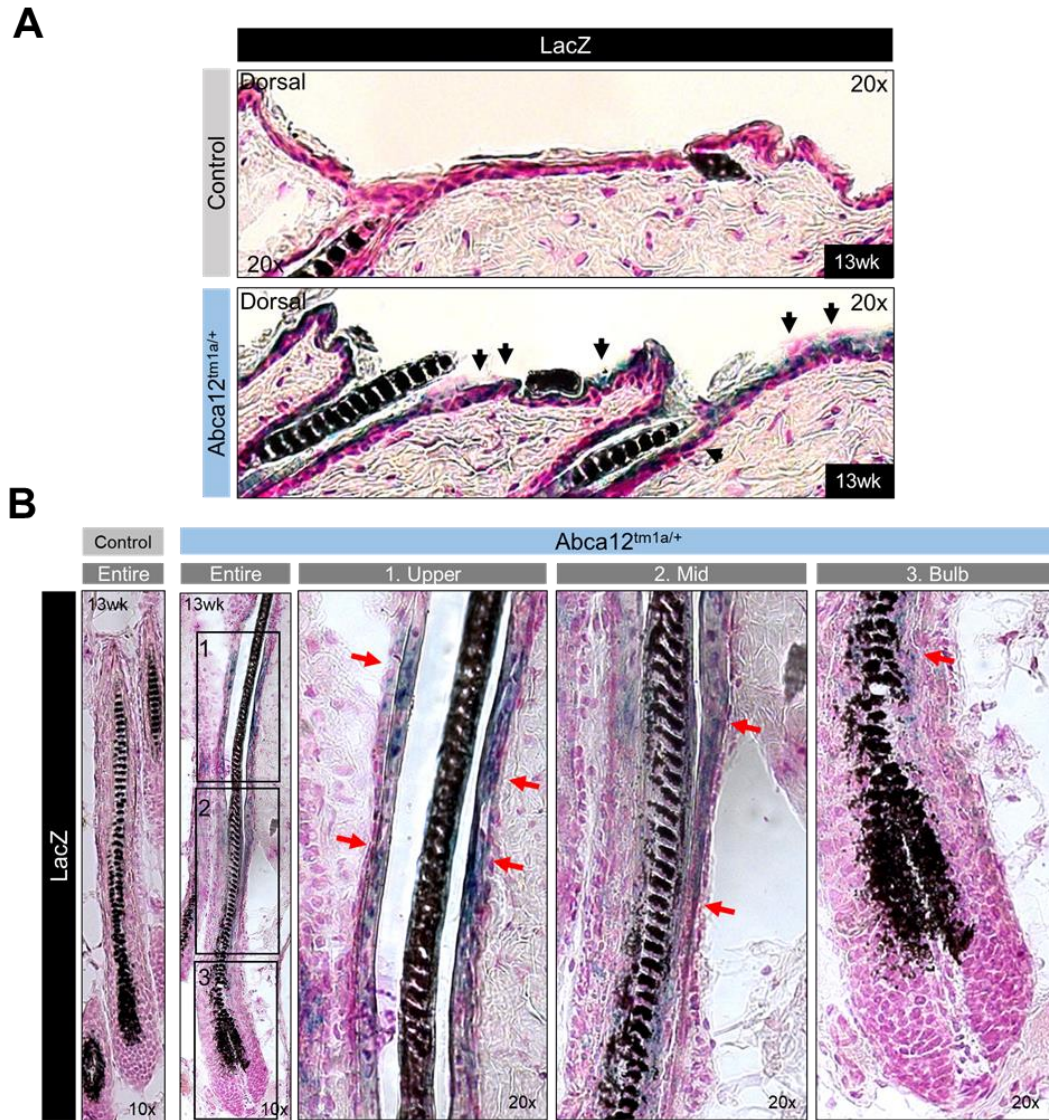 A
LacZ
Control
Dorsal
20x
20x
13wk
Abca12tm1a/+
Dorsal
20x
13wk
B
Control
Abca12tm1a/+
Entire
Entire
1. Upper
2. Mid
3. Bulb
LacZ
13wk
10x
13wk
1
2
3
10x
20x
20x
20x